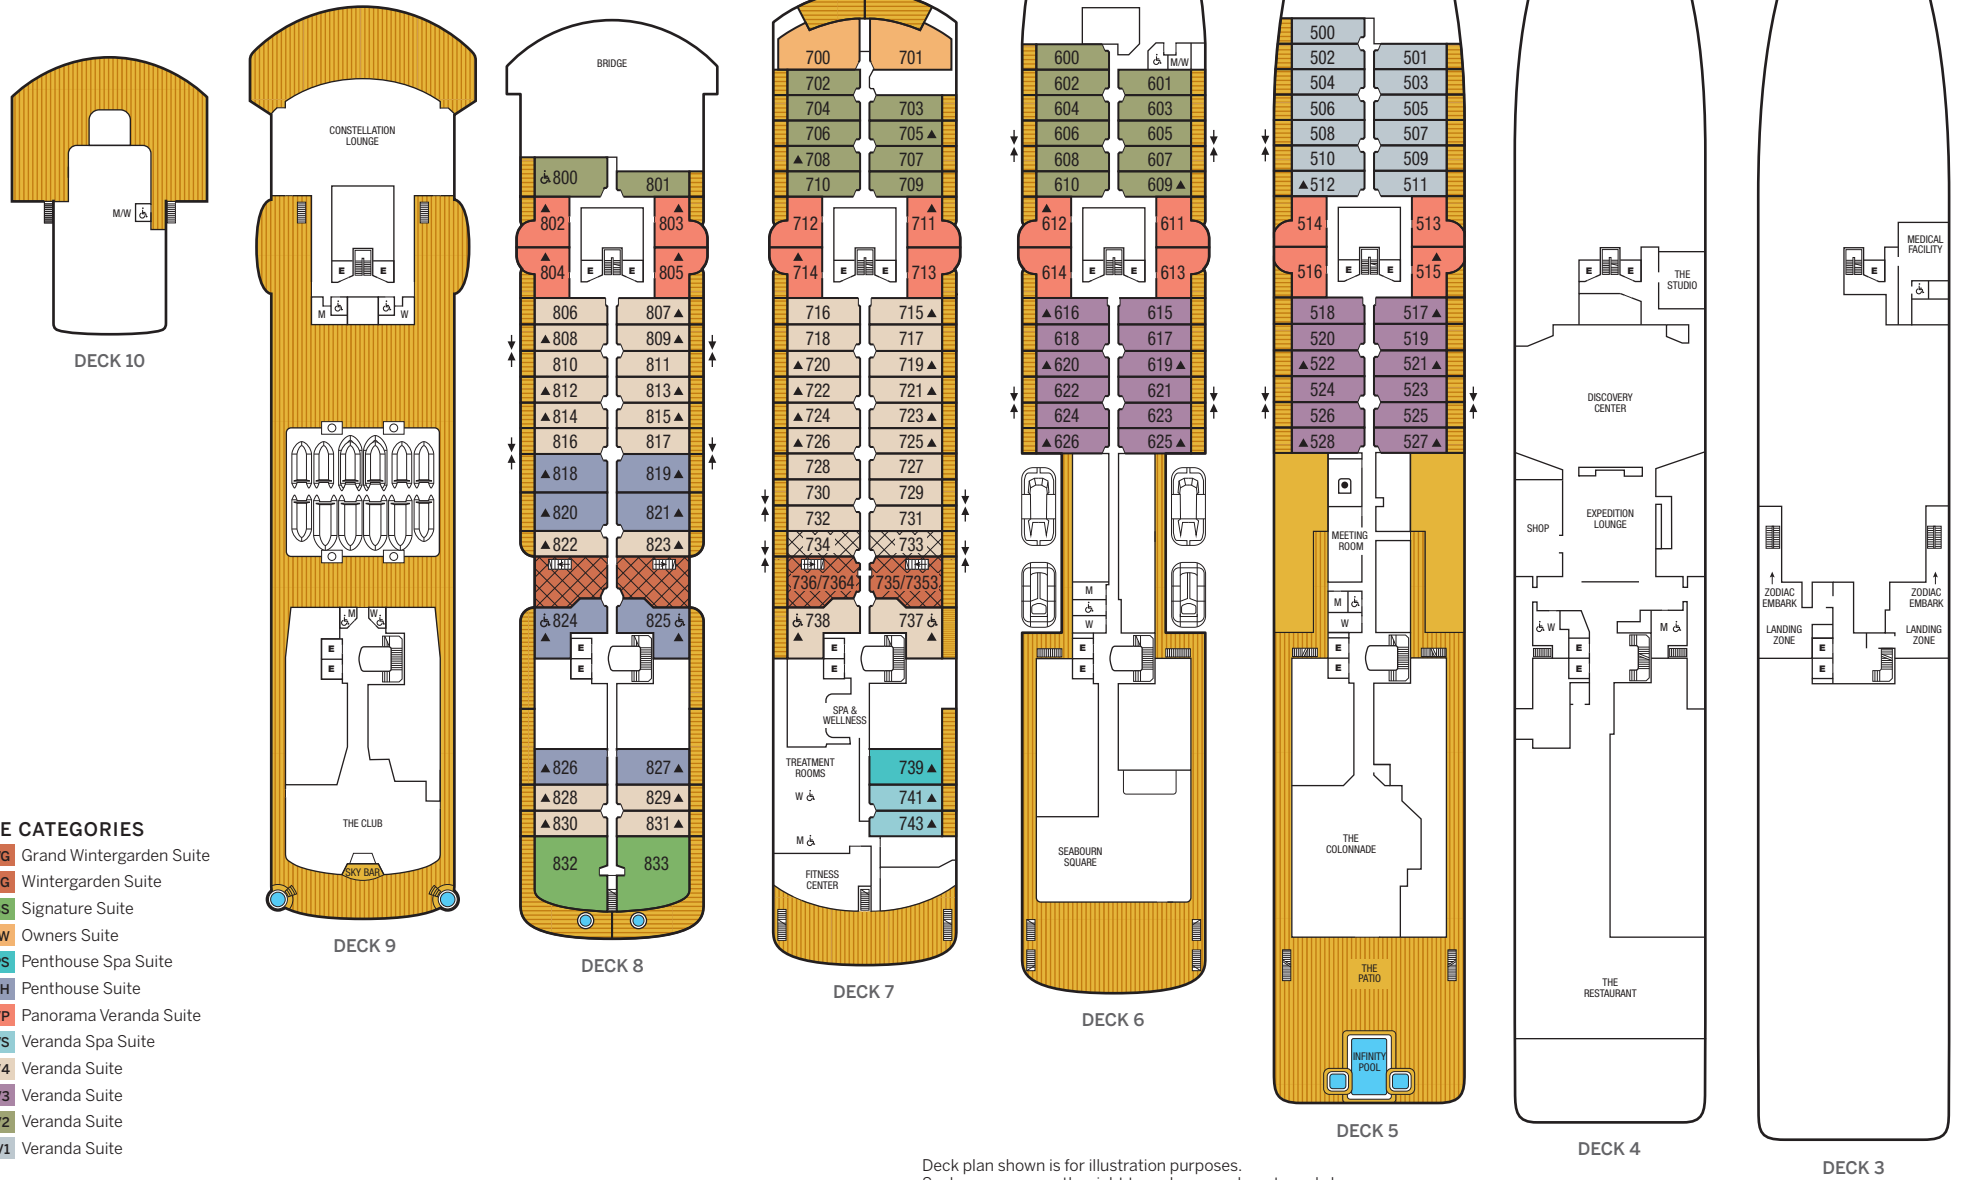 M/W
DECK 10
CONSTELLATION
LOUNGE
E E
M W
M W
E
E
THE CLUB
SKY BAR
DECK 9
BRIDGE
800
801
802 803
804 805
E E
806 807
808 809
810 811
812 813
814 815
816 817
818 819
820 821
822 823
824 825
E
E
826 827
828 829
830 831
832 833
DECK 8
700 701
702
704 703
706 705
708 707
710 709
712 711
714 713
E E
716 715
718 717
720 719
722 721
724 723
726 725
728 727
730 729
732 731
734 733
736/7364 735/7353
738 737
E
E
SPA &
WELLNESS
TREATMENT
ROOMS
W
M
739
741
743
FITNESS
CENTER
DECK 7
M/W
600
602 601
604 603
606 605
608 607
610 609
612 611
614 613
E E
616 615
618 617
620 619
622 621
624 623
626 625
M
W
E
E
SEABOURN
SQUARE
DECK 6
500
502 501
504 503
506 505
508 507
510 509
512 511
514 513
516 515
E E
518 517
520 519
522 521
524 523
526 525
528 527
MEETING
ROOM
M
W
E
E
THE
COLONNADE
THE
PATIO
INFINITY
POOL
DECK 5
E E
THE
STUDIO
DISCOVERY
CENTER
SHOP
EXPEDITION
LOUNGE
W M
E
E
THE
RESTAURANT
DECK 4
MEDICAL
FACILITY
E
ZODIAC
EMBARK
LANDING
ZONE
ZODIAC
EMBARK
LANDING
ZONE
E
E
DECK 3
E CATEGORIES
G Grand Wintergarden Suite
G Wintergarden Suite
S Signature Suite
W Owners Suite
S Penthouse Spa Suite
H Penthouse Suite
P Panorama Veranda Suite
S Veranda Spa Suite
4 Veranda Suite
3 Veranda Suite
2 Veranda Suite
1 Veranda Suite
Deck plan shown is for illustration purposes.